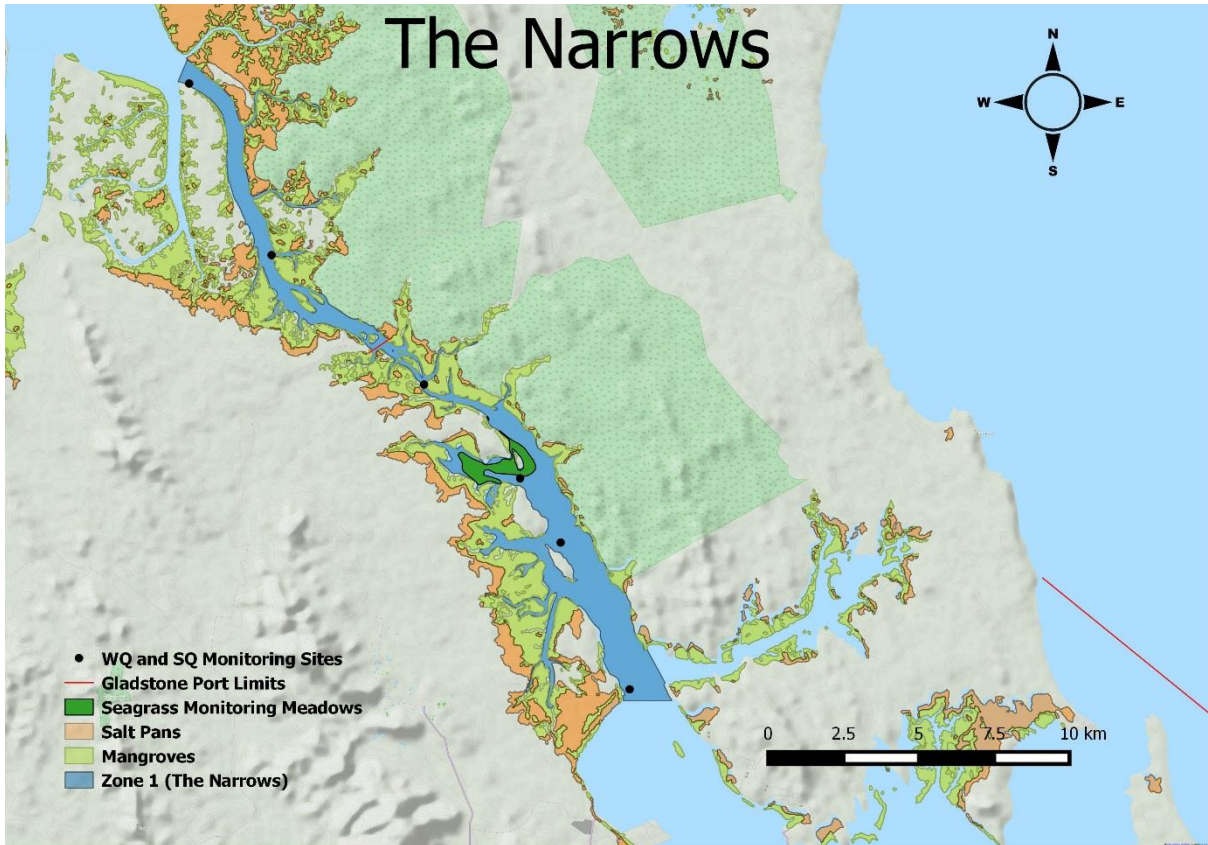 The Narrows
N
W
E
S
WQ and SQ Monitoring Sites
Gladstone Port Limits
Seagrass Monitoring Meadows
Salt Pans
Mangroves
Zone 1 (The Narrows)
0 2.5 5 7.5 10 km